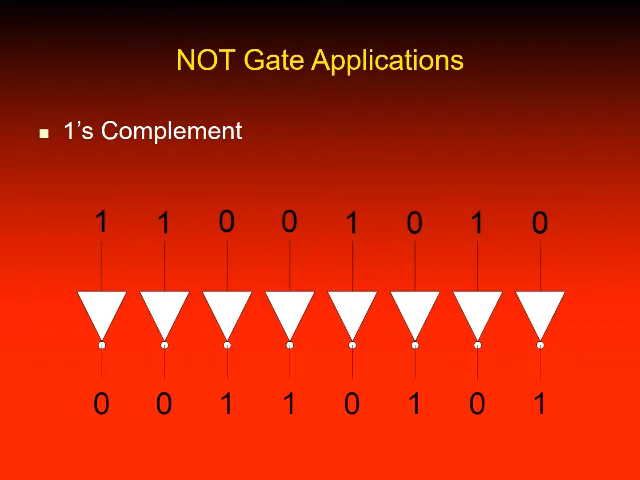 NOT Gate Applications
1's Complement
1 1 0 0 1 0 1 0
0 0 1 1 0 1 0 1